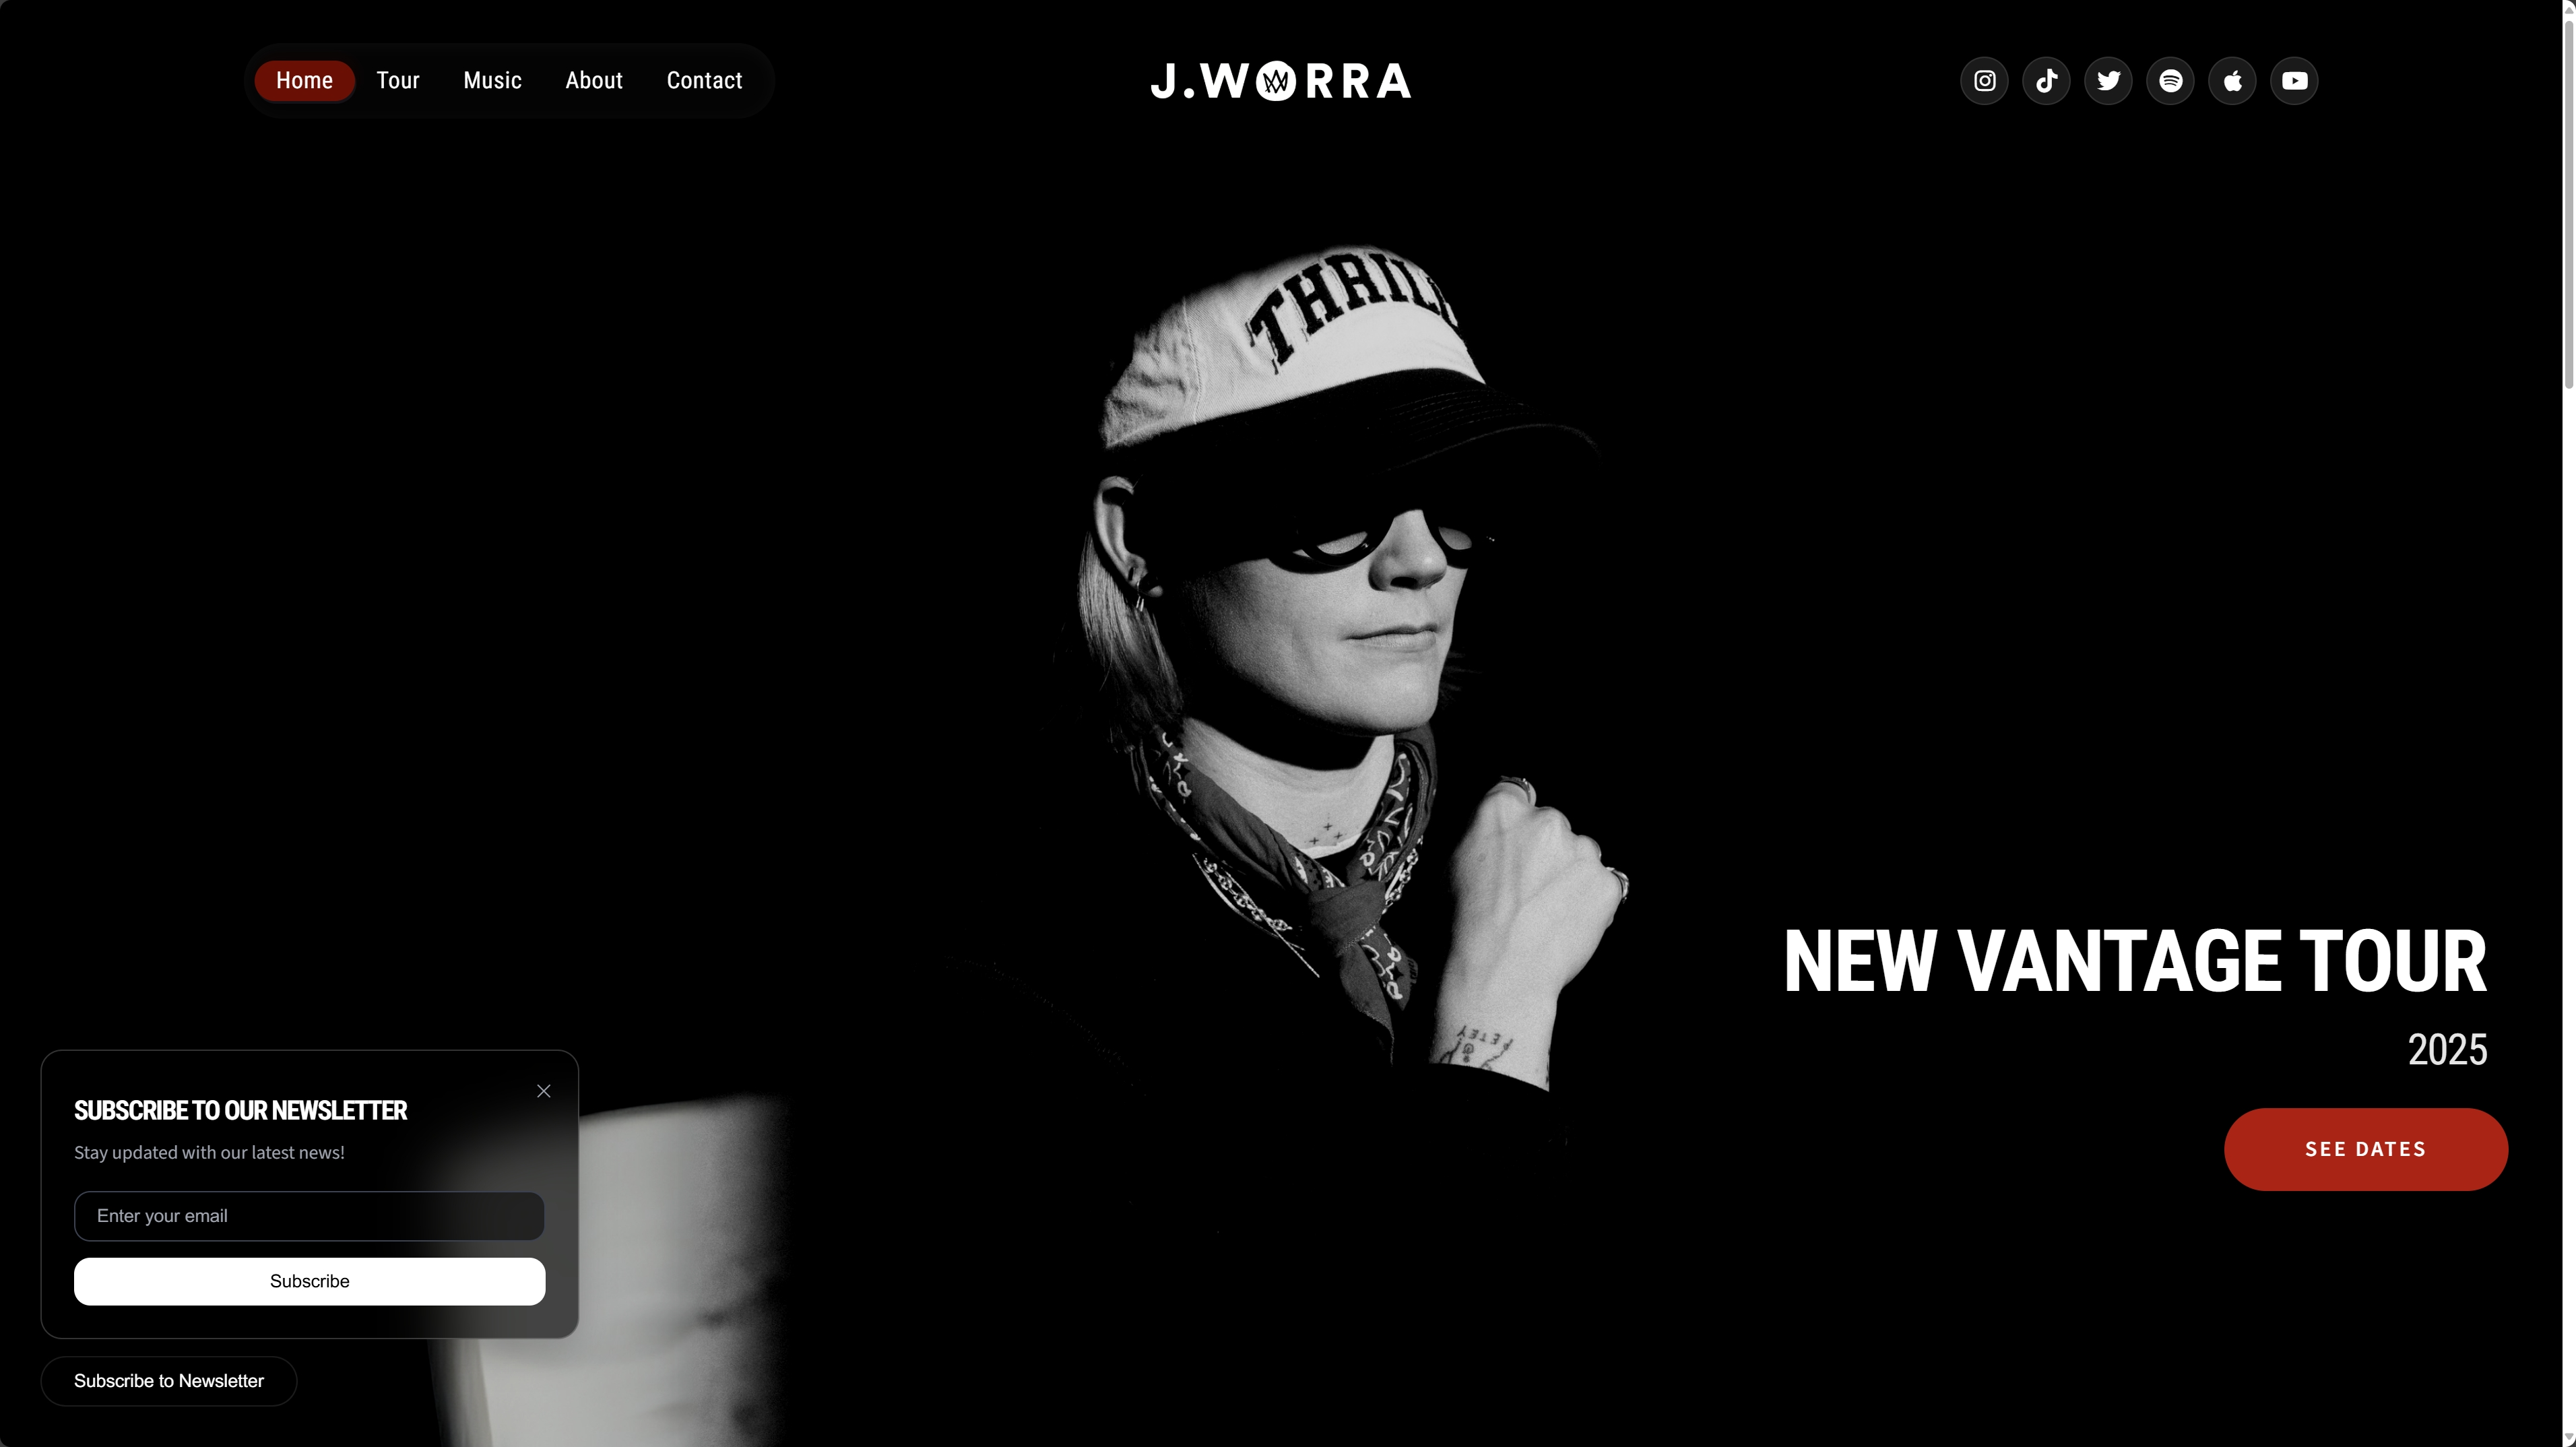 Home Tour Music About Contact
J.WORRA
THRILL
NEW VANTAGE TOUR
2025
SEE DATES
SUBSCRIBE TO OUR NEWSLETTER
Stay updated with our latest news!
Enter your email
Subscribe
Subscribe to Newsletter
PETEY